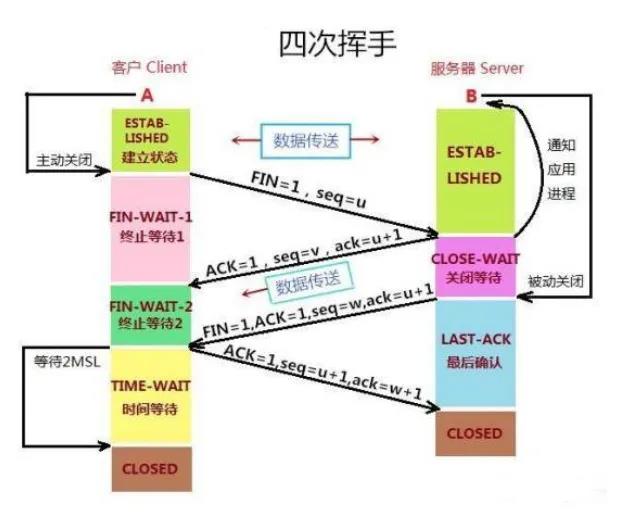 四次挥手
客户 Client
服务器 Server
A
B
ESTAB-
LISHED
建立状态
数据传送
ESTAB-
LISHED
通知
应用
进程
主动关闭
FIN=1，seq=u
FIN-WAIT-1
终止等待1
ACK=1，seq=v，ack=u+1
CLOSE-WAIT
关闭等待
数据传送
被动关闭
FIN-WAIT-2
终止等待2
FIN=1,ACK=1,seq=w,ack=u+1
LAST-ACK
最后确认
等待2MSL
ACK=1,seq=u+1,ack=w+1
TIME-WAIT
时间等待
CLOSED
CLOSED